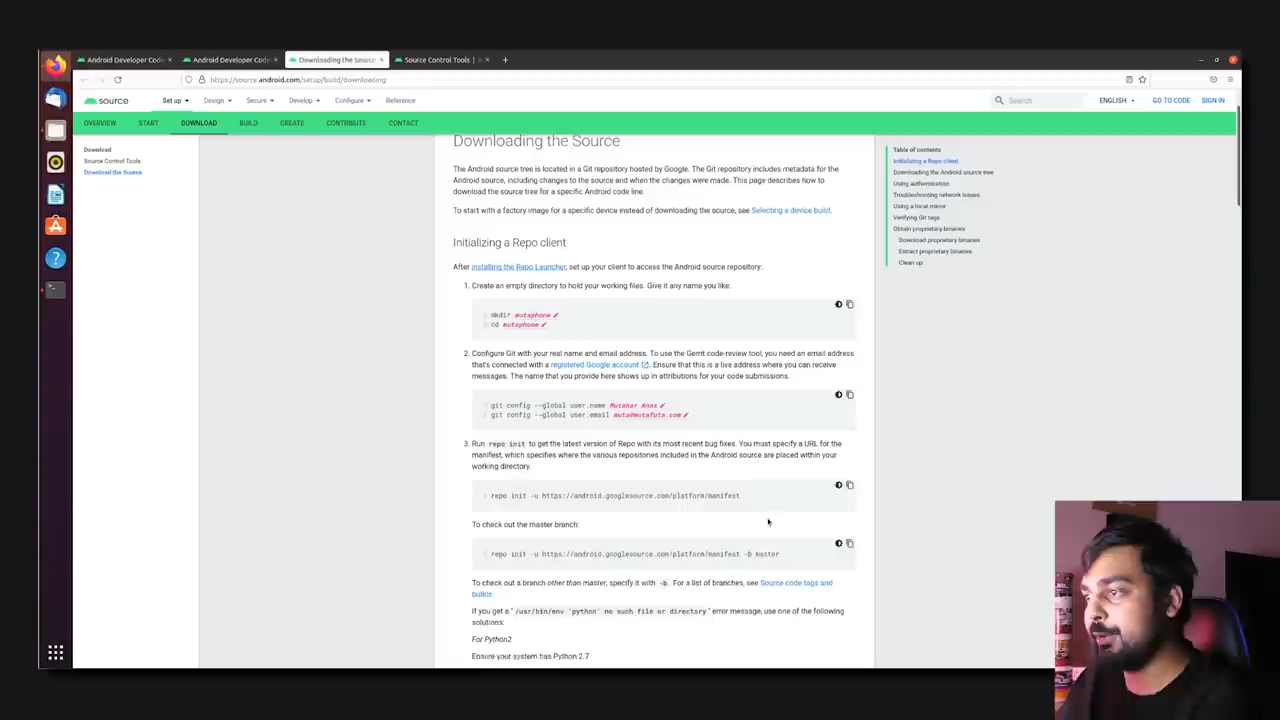 Android Developer Code
Android Developer Code
Downloading the Source
Source Control Tools |
https://source.android.com/setup/build/downloading
source
Set up
Design
Secure
Develop
Configure
Reference
Search
ENGLISH
GO TO CODE
SIGN IN
OVERVIEW
START
DOWNLOAD
BUILD
CREATE
CONTRIBUTE
CONTACT
Download
Source Control Tools
Download the Source
Downloading the Source
The Android source tree is located in a Git repository hosted by Google. The Git repository includes metadata for the
Android source, including changes to the source and when the changes were made. This page describes how to
download the source tree for a specific Android code line.
To start with a factory image for a specific device instead of downloading the source, see Selecting a device build.
Initializing a Repo client
After installing the Repo Launcher, set up your client to access the Android source repository:
1. Create an empty directory to hold your working files. Give it any name you like:
mkdir mutaphone
cd mutaphone
2. Configure Git with your real name and email address. To use the Gerrit code-review tool, you need an email address
that's connected with a registered Google account. Ensure that this is a live address where you can receive
messages. The name that you provide here shows up in attributions for your code submissions.
git config --global user.name Mutahar Anas
git config --global user.email muta@mutafuta.com
3. Run repo init to get the latest version of Repo with its most recent bug fixes. You must specify a URL for the
manifest, which specifies where the various repositories included in the Android source are placed within your
working directory.
repo init -u https://android.googlesource.com/platform/manifest
To check out the master branch:
repo init -u https://android.googlesource.com/platform/manifest -b master
To check out a branch other than master, specify it with -b. For a list of branches, see Source code tags and
builds.
If you get a "/usr/bin/env 'python' no such file or directory" error message, use one of the following
solutions:
For Python2
Ensure your system has Python 2.7
Table of contents
Initializing a Repo client
Downloading the Android source tree
Using authentication
Troubleshooting network issues
Using a local mirror
Verifying Git tags
Obtain proprietary binaries
Download proprietary binaries
Extract proprietary binaries
Clean up